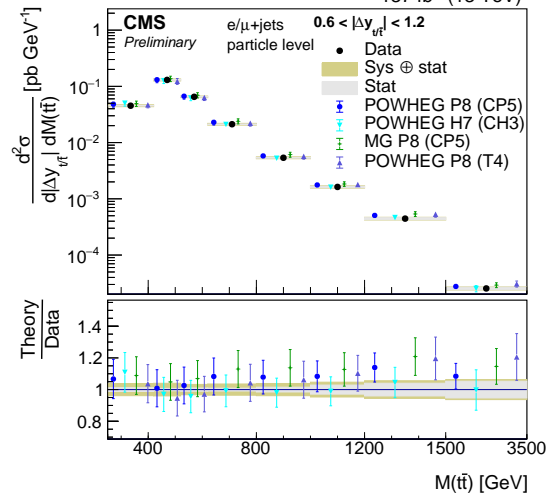 CMS
Preliminary
e/μ+jets
particle level
0.6 < |Δy_{t/t̄}| < 1.2
Data
Sys ⊕ stat
Stat
POWHEG P8 (CP5)
POWHEG H7 (CH3)
MG P8 (CP5)
POWHEG P8 (T4)
d²σ / d|Δy_{t/t̄}| dM(tt̄) [pb GeV⁻¹]
1
10⁻¹
10⁻²
10⁻³
10⁻⁴
Theory
Data
1.4
1.2
1
0.8
400 600 800 1000 1200 1500 3500
M(tt̄) [GeV]